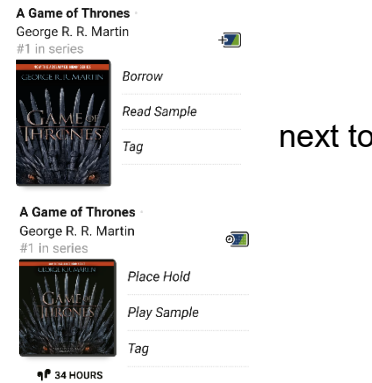 A Game of Thrones
George R. R. Martin
#1 in series
GEORGE R.R. MARTIN
GAME OF
THRONES
Borrow
Read Sample
Tag
next to
A Game of Thrones
George R. R. Martin
#1 in series
GEORGE R.R. MARTIN
GAME OF
THRONES
Place Hold
Play Sample
Tag
34 HOURS